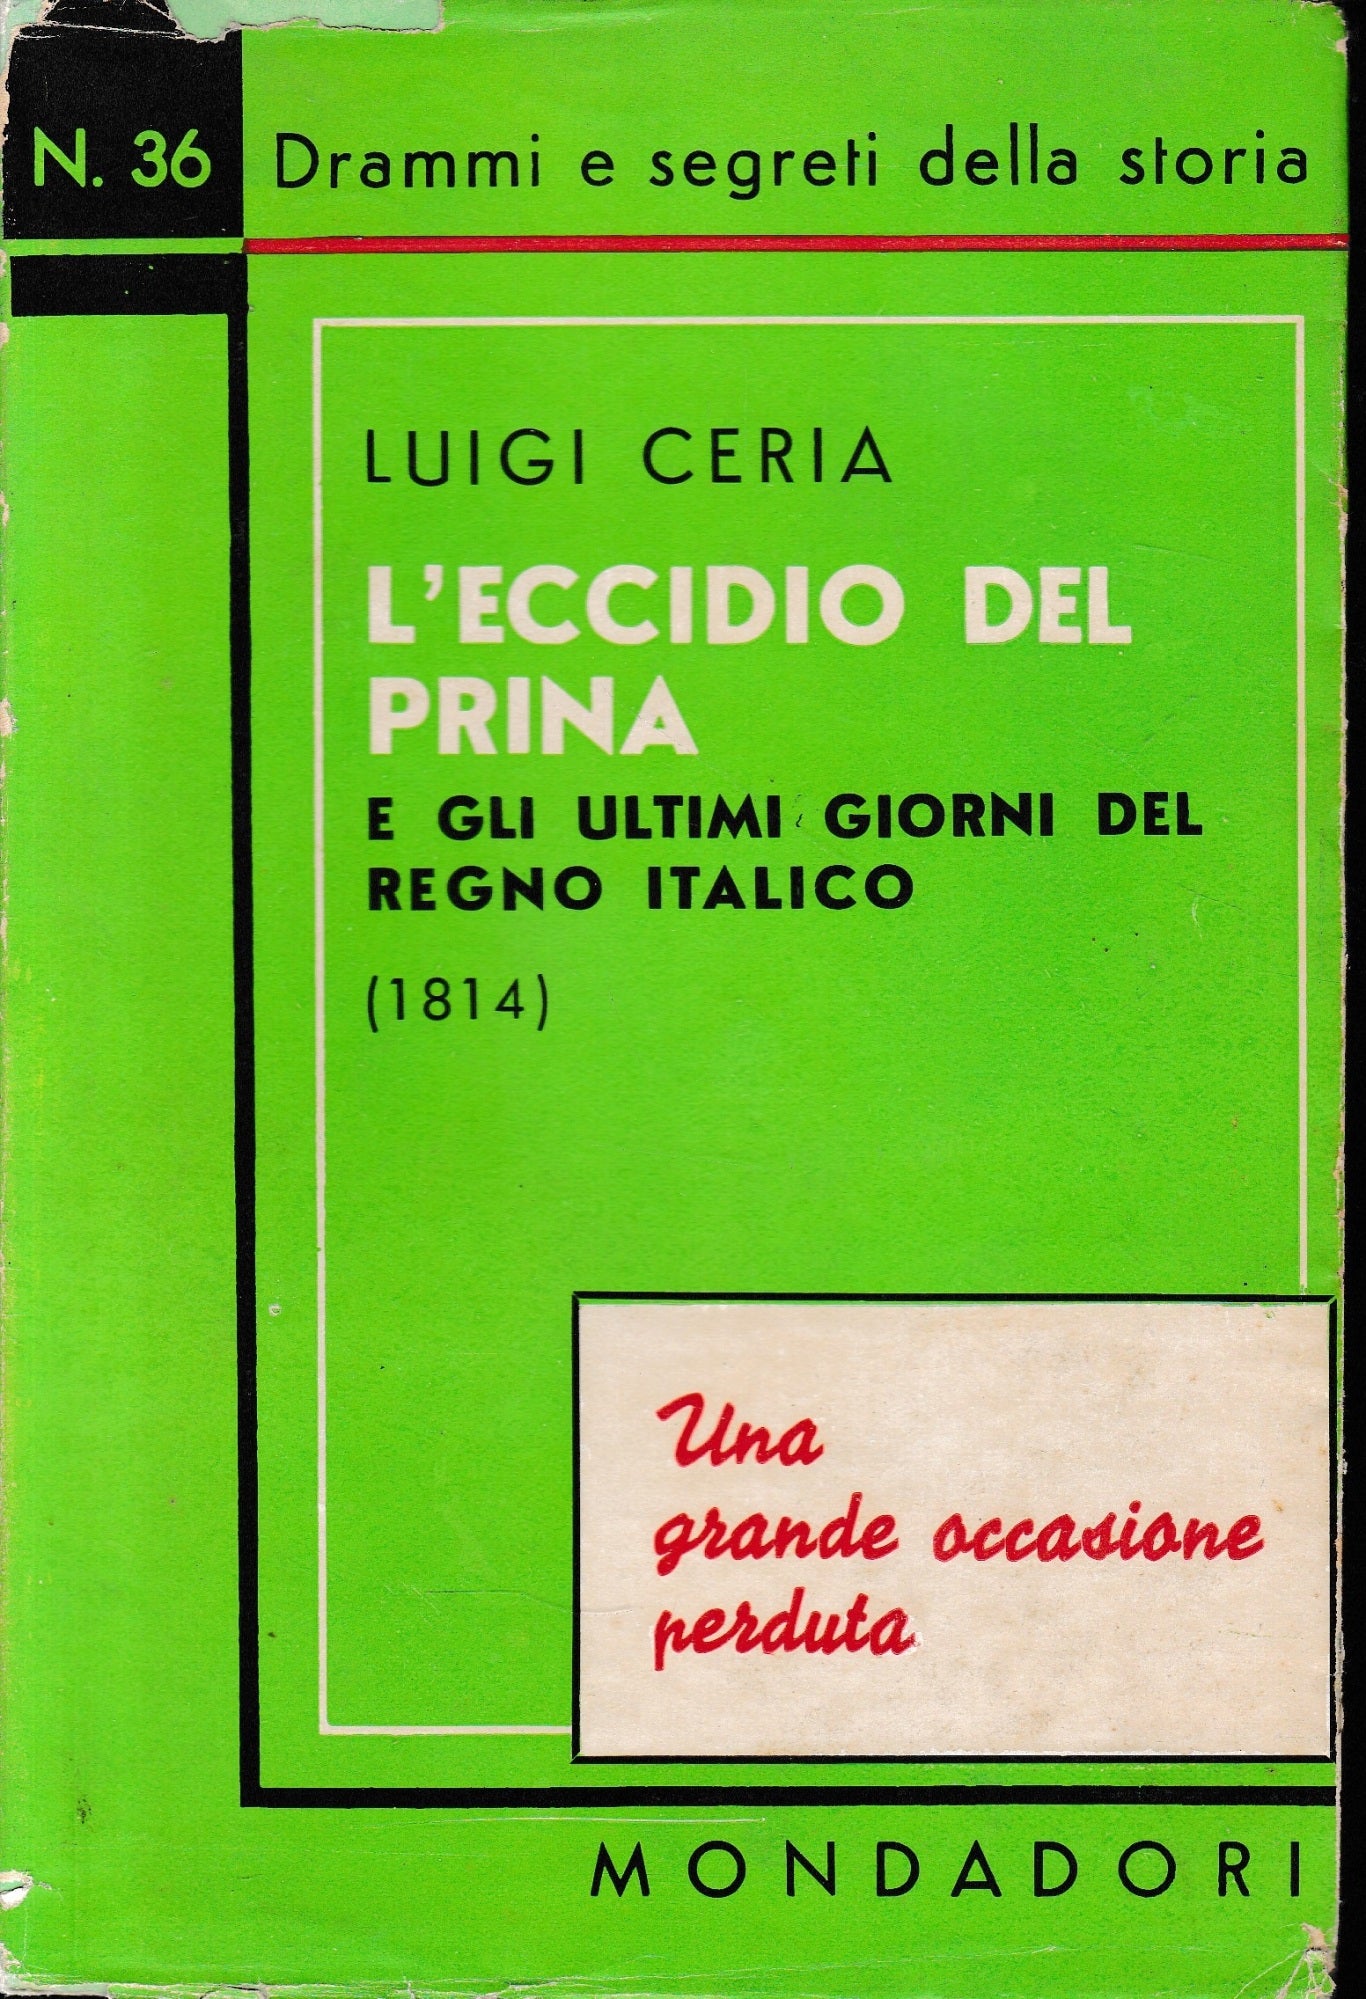 N. 36
Drammi e segreti della storia
LUIGI CERIA
L'ECCIDIO DEL
PRINA
E GLI ULTIMI GIORNI DEL
REGNO ITALICO
(1814)
Una
grande occasione
perduta
MONDADORI